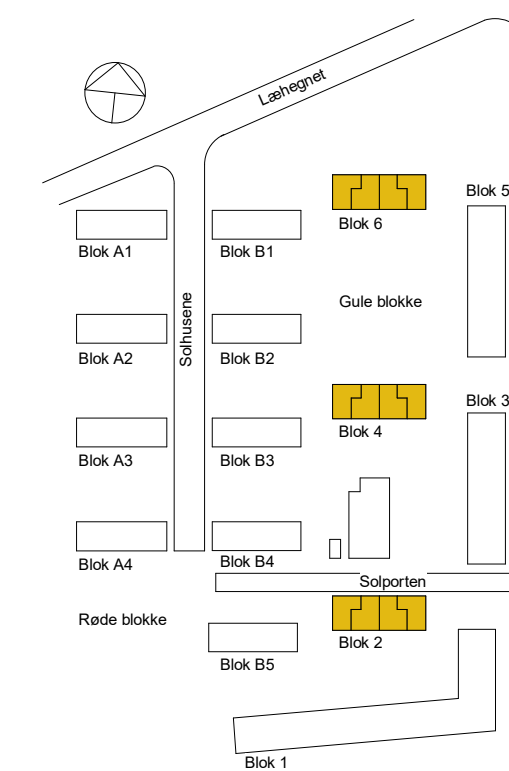 Læhegnet
Blok 5
Blok 6
Blok A1
Blok B1
Solhusene
Gule blokke
Blok A2
Blok B2
Blok 3
Blok 4
Blok A3
Blok B3
Blok A4
Blok B4
Solporten
Røde blokke
Blok 2
Blok B5
Blok 1